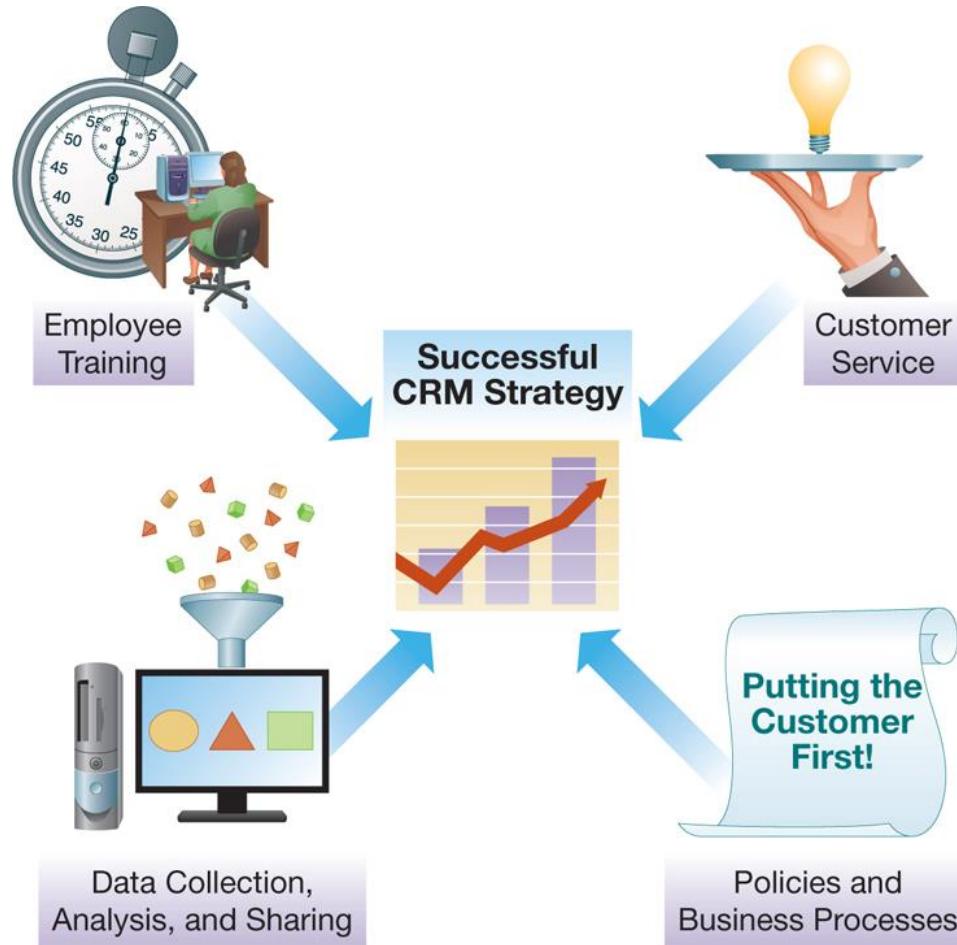 55
5
50
45
40
35
30
25
Employee
Training
Customer
Service
Successful
CRM Strategy
Putting the
Customer
First!
Data Collection,
Analysis, and Sharing
Policies and
Business Processes